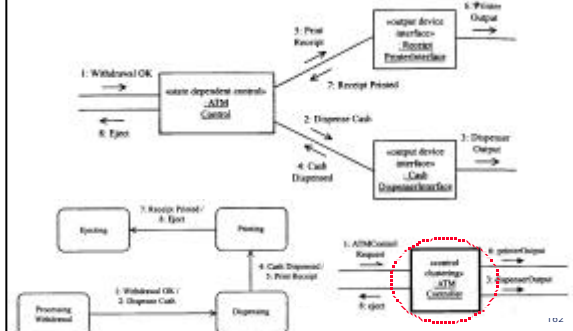 6: Printer
Output
«output device
interface»
: Receipt
PrinterInterface
5: Print
Receipt
7: Receipt Printed
1: Withdrawal OK
«state dependent control»
: ATM
Control
8: Eject
2: Dispense Cash
4: Cash
Dispensed
«output device
interface»
: Cash
DispenserInterface
3: Dispenser
Output
Ejecting
7: Receipt Printed /
8: Eject
Printing
4: Cash Dispensed /
5: Print Receipt
Processing
Withdrawal
1: Withdrawal OK /
2: Dispense Cash
Dispensing
1: ATMControl
Request
«control
clustering»
: ATM
Controller
6: printerOutput
3: dispenserOutput
8: eject
162